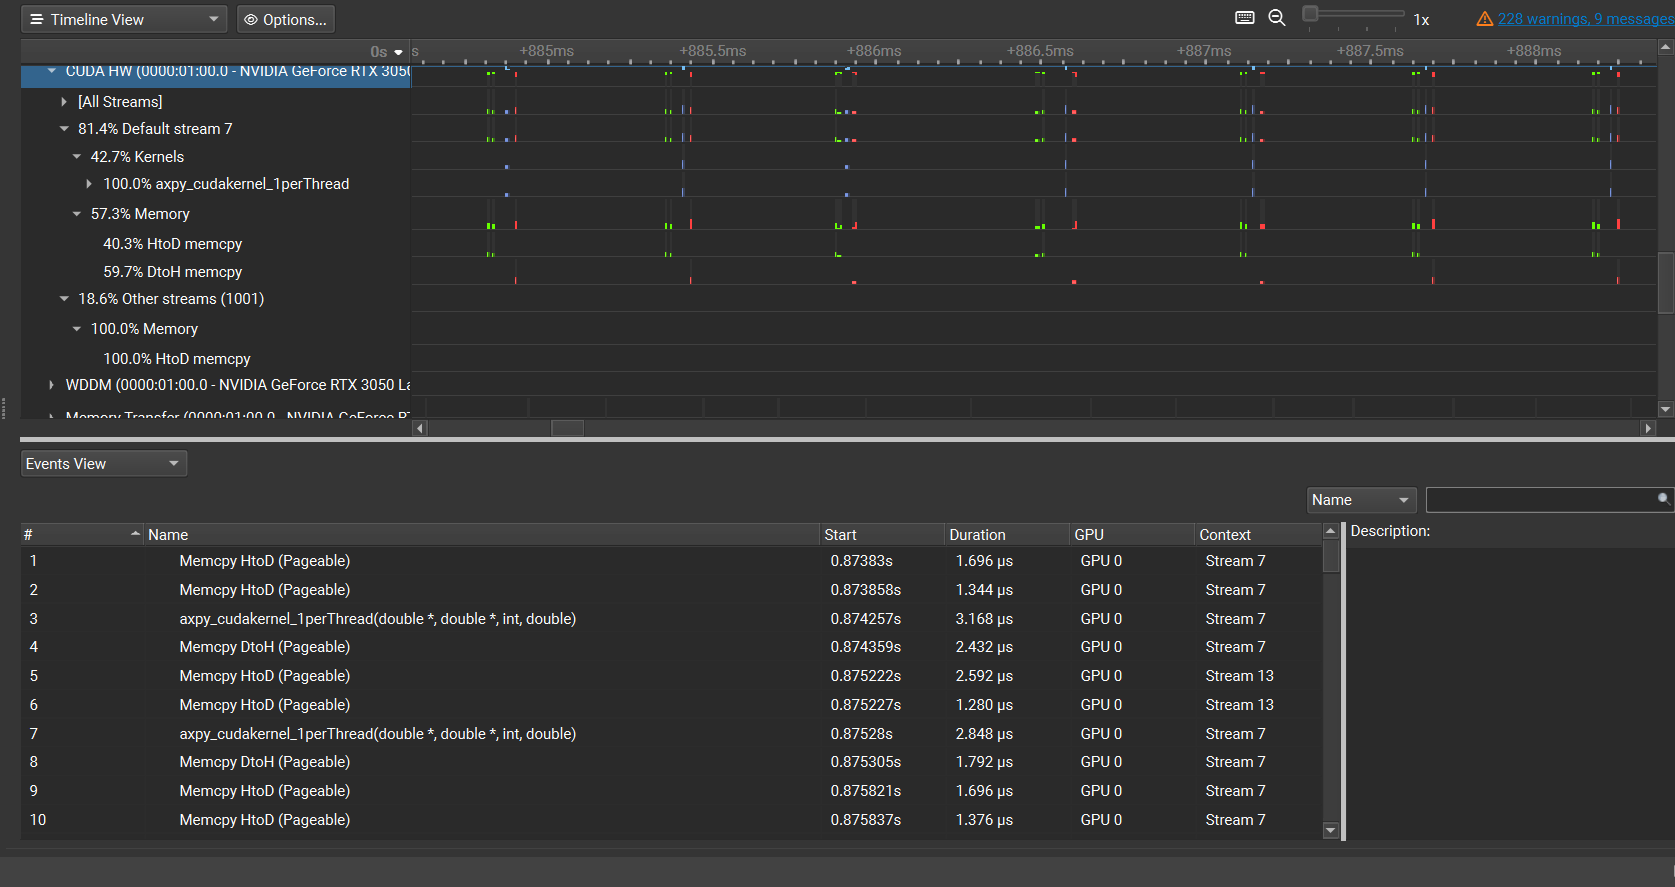 Timeline View Options... 1x 228 warnings, 9 messages
0s s +885ms +885.5ms +886ms +886.5ms +887ms +887.5ms +888ms
CUDA HW (0000:01:00.0 - NVIDIA GeForce RTX 3050
[All Streams]
81.4% Default stream 7
42.7% Kernels
100.0% axpy_cudakernel_1perThread
57.3% Memory
40.3% HtoD memcpy
59.7% DtoH memcpy
18.6% Other streams (1001)
100.0% Memory
100.0% HtoD memcpy
WDDM (0000:01:00.0 - NVIDIA GeForce RTX 3050 La
Memory Transfer (0000:01:00.0 - NVIDIA GeForce RT
Events View
Name
# Name Start Duration GPU Context Description:
1 Memcpy HtoD (Pageable) 0.87383s 1.696 μs GPU 0 Stream 7
2 Memcpy HtoD (Pageable) 0.873858s 1.344 μs GPU 0 Stream 7
3 axpy_cudakernel_1perThread(double *, double *, int, double) 0.874257s 3.168 μs GPU 0 Stream 7
4 Memcpy DtoH (Pageable) 0.874359s 2.432 μs GPU 0 Stream 7
5 Memcpy HtoD (Pageable) 0.875222s 2.592 μs GPU 0 Stream 13
6 Memcpy HtoD (Pageable) 0.875227s 1.280 μs GPU 0 Stream 13
7 axpy_cudakernel_1perThread(double *, double *, int, double) 0.87528s 2.848 μs GPU 0 Stream 7
8 Memcpy DtoH (Pageable) 0.875305s 1.792 μs GPU 0 Stream 7
9 Memcpy HtoD (Pageable) 0.875821s 1.696 μs GPU 0 Stream 7
10 Memcpy HtoD (Pageable) 0.875837s 1.376 μs GPU 0 Stream 7